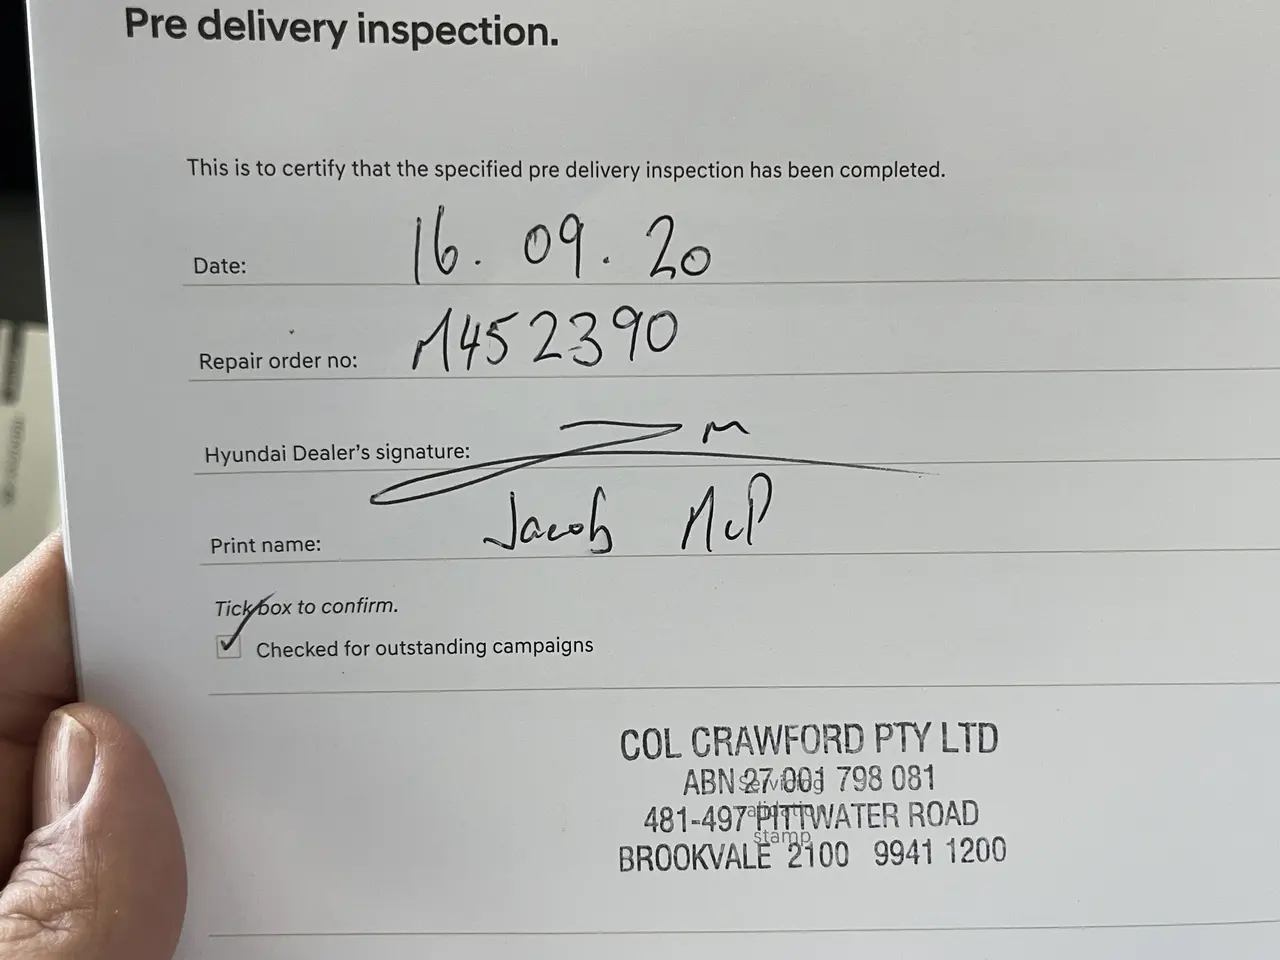 Pre delivery inspection.
This is to certify that the specified pre delivery inspection has been completed.
Date: 16.09.20
Repair order no: M452390
Hyundai Dealer's signature:
Print name: Jacob McP
Tick box to confirm.
Checked for outstanding campaigns
COL CRAWFORD PTY LTD
ABN 27 001 798 081
481-497 PITTWATER ROAD
stamp
BROOKVALE 2100 9941 1200